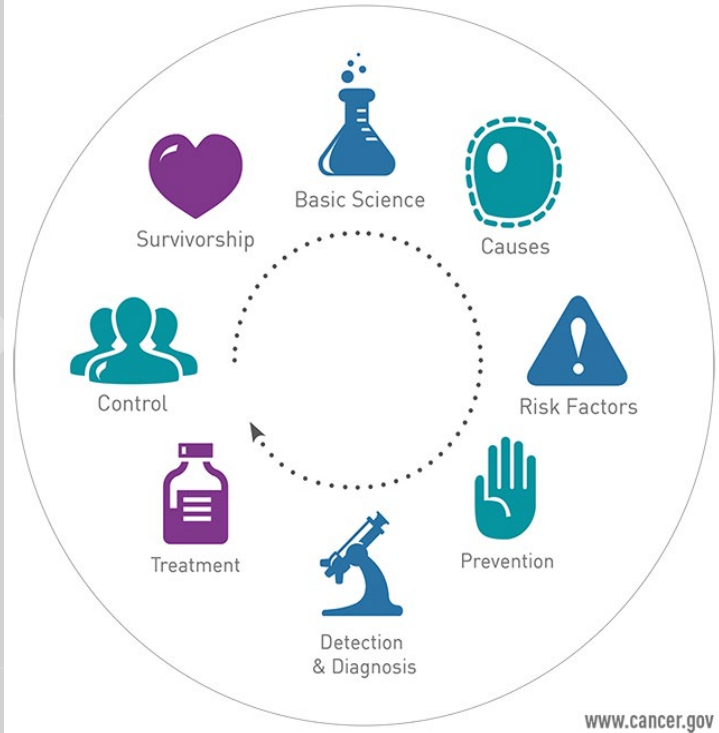 Basic Science
Causes
Risk Factors
Prevention
Detection
& Diagnosis
Treatment
Control
Survivorship
www.cancer.gov